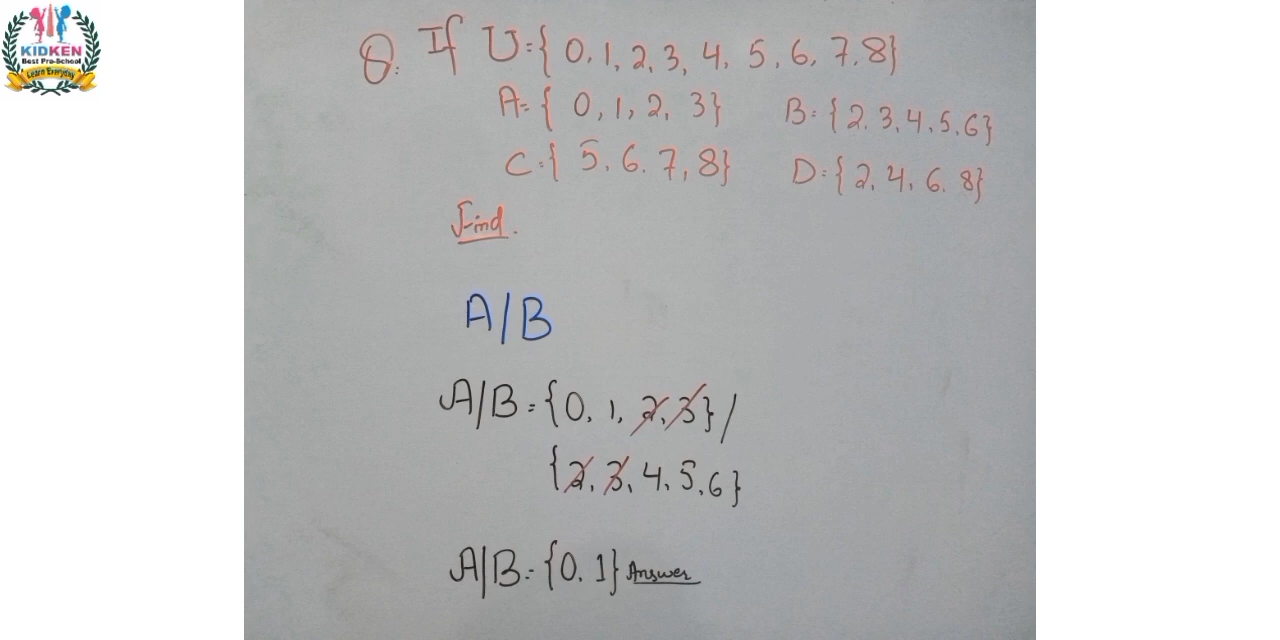 KIDKEN
Best Pre-School
Learn Everyday
Q. If U={ 0, 1, 2, 3, 4, 5, 6, 7, 8}
A={ 0, 1, 2, 3} B={2, 3, 4, 5, 6}
C={ 5, 6, 7, 8} D={2, 4, 6, 8}
Find.
A/B
A/B={0, 1, 2, 3}/
{2, 3, 4, 5, 6}
A/B={0, 1} Answer